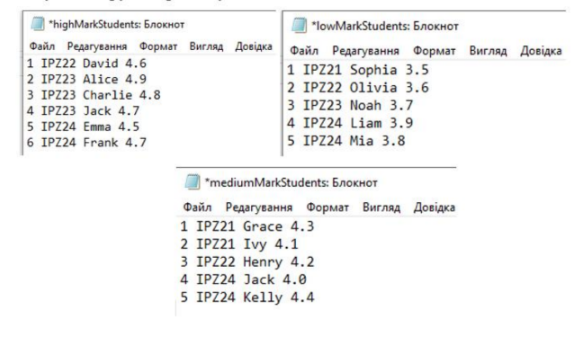 *highMarkStudents: Блокнот
Файл Редагування Формат Вигляд Довідка
1 IPZ22 David 4.6
2 IPZ23 Alice 4.9
3 IPZ23 Charlie 4.8
4 IPZ23 Jack 4.7
5 IPZ24 Emma 4.5
6 IPZ24 Frank 4.7
*lowMarkStudents: Блокнот
Файл Редагування Формат Вигляд Довідка
1 IPZ21 Sophia 3.5
2 IPZ22 Olivia 3.6
3 IPZ23 Noah 3.7
4 IPZ24 Liam 3.9
5 IPZ24 Mia 3.8
*mediumMarkStudents: Блокнот
Файл Редагування Формат Вигляд Довідка
1 IPZ21 Grace 4.3
2 IPZ21 Ivy 4.1
3 IPZ22 Henry 4.2
4 IPZ24 Jack 4.0
5 IPZ24 Kelly 4.4